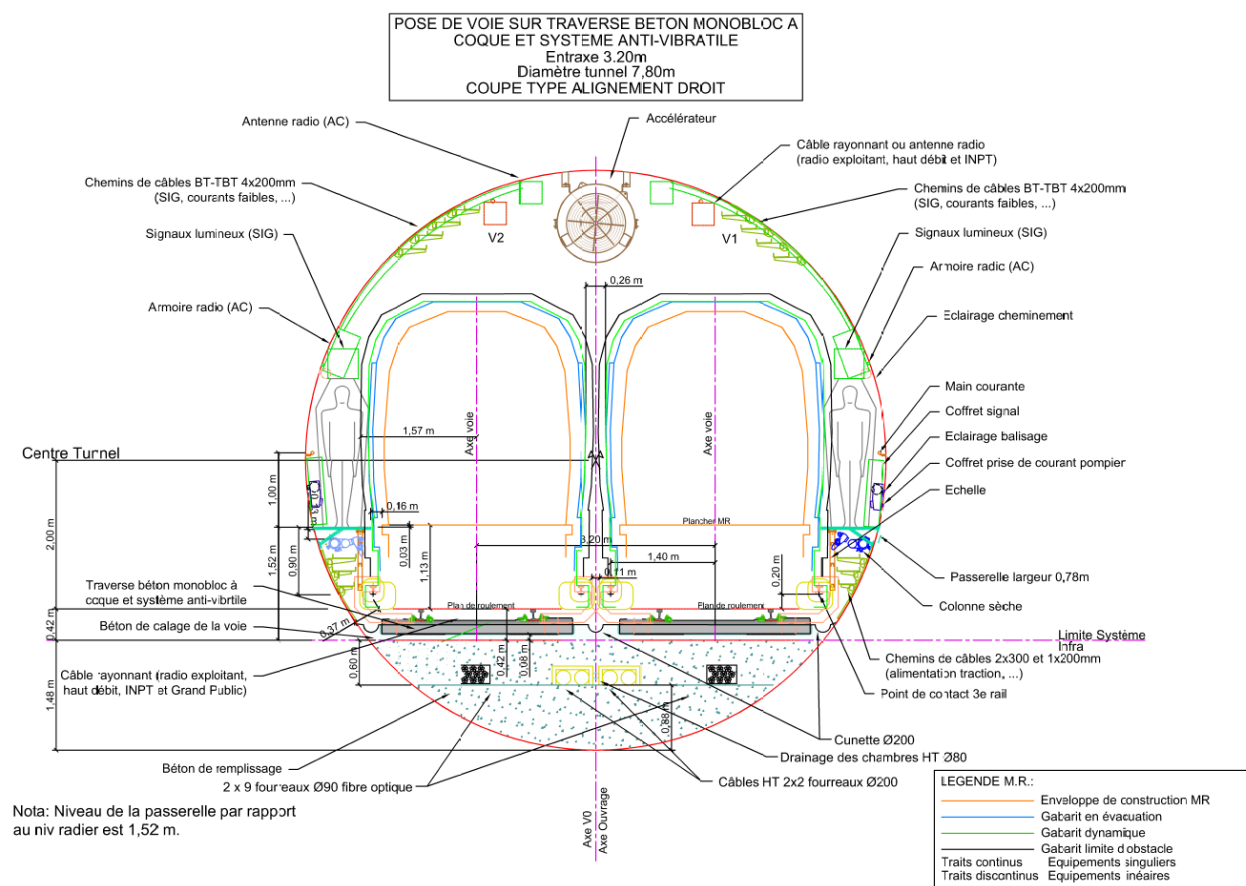 POSE DE VOIE SUR TRAVERSE BETON MONOBLOC A
COQUE ET SYSTEME ANTI-VIBRATILE
Entraxe 3.20m
Diamètre tunnel 7,80m
COUPE TYPE ALIGNEMENT DROIT
Antenne radio (AC)
Accélérateur
Câble rayonnant ou antenne radio
(radio exploitant, haut débit et INPT)
Chemins de câbles BT-TBT 4x200mm
(SIG, courants faibles, ...)
Chemins de câbles BT-TBT 4x200mm
(SIG, courants faibles, ...)
V2
V1
Signaux lumineux (SIG)
Signaux lumineux (SIG)
Armoire radio (AC)
Armoire radio (AC)
0,26 m
Eclairage cheminement
Main courante
Coffret signal
Eclairage balisage
Coffret prise de courant pompier
Echelle
Axe voie
Axe voie
1,57 m
Centre Tunnel
1,00 m
0,33 m
0,16 m
Plancher MR
2,00 m
1,52 m
0,90 m
0,03 m
1,13 m
3,20 m
1,40 m
0,11 m
0,20 m
Passerelle largeur 0,78m
Colonne sèche
Traverse béton monobloc à
coque et système anti-vibrtile
Plan de roulement
Plan de roulement
Béton de calage de la voie
0,42 m
0,37 m
Limite Système
Infra
0,60 m
0,42 m
0,08 m
Câble rayonnant (radio exploitant,
haut débit, INPT et Grand Public)
Chemins de câbles 2x300 et 1x200mm
(alimentation traction, ...)
Point de contact 3e rail
1,48 m
0,88 m
Cunette Ø200
Drainage des chambres HT Ø80
Béton de remplissage
2 x 9 fourreaux Ø90 fibre optique
Câbles HT 2x2 fourreaux Ø200
Nota: Niveau de la passerelle par rapport
au niv radier est 1,52 m.
Axe V0
Axe Ouvrage
LEGENDE M.R.:
Enveloppe de construction MR
Gabarit en évacuation
Gabarit dynamique
Gabarit limite d'obstacle
Traits continus Equipements singuliers
Traits discontinus Equipements inéaires